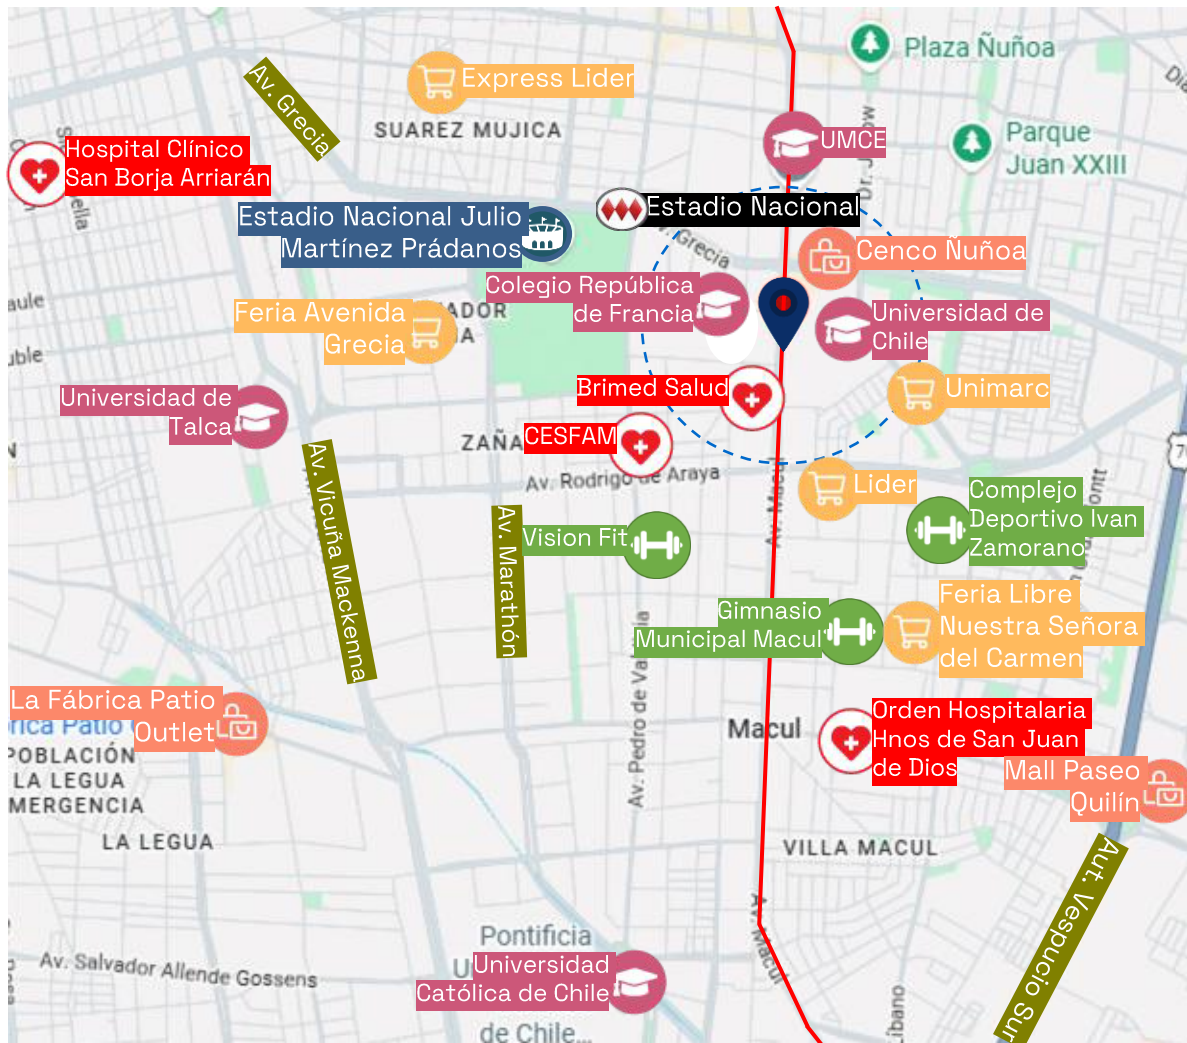 Plaza Ñuñoa
Express Lider
Av. Grecia
SUAREZ MUJICA
Parque
Juan XXIII
UMCE
Hospital Clínico
San Borja Arriarán
Estadio Nacional
Estadio Nacional Julio
Martínez Prádanos
Av. Grecia
Cenco Ñuñoa
Colegio República
de Francia
Universidad de
Chile
Feria Avenida
Grecia
Brimed Salud
Unimarc
Universidad de
Talca
CESFAM
Av. Rodrigo de Araya
Av. Macul
Lider
Complejo
Deportivo Ivan
Zamorano
Av. Vicuña Mackenna
Av. Marathón
Vision Fit
Gimnasio
Municipal Macul
Feria Libre
Nuestra Señora
del Carmen
La Fábrica Patio
Outlet
Av. Pedro de Valdivia
Macul
Orden Hospitalaria
Hnos de San Juan
de Dios
Mall Paseo
Quilín
POBLACIÓN
LA LEGUA
EMERGENCIA
LA LEGUA
VILLA MACUL
Aut. Vespucio Sur
Av. Macul
Av. Salvador Allende Gossens
Pontificia
Universidad
Católica de Chile
de Chile...